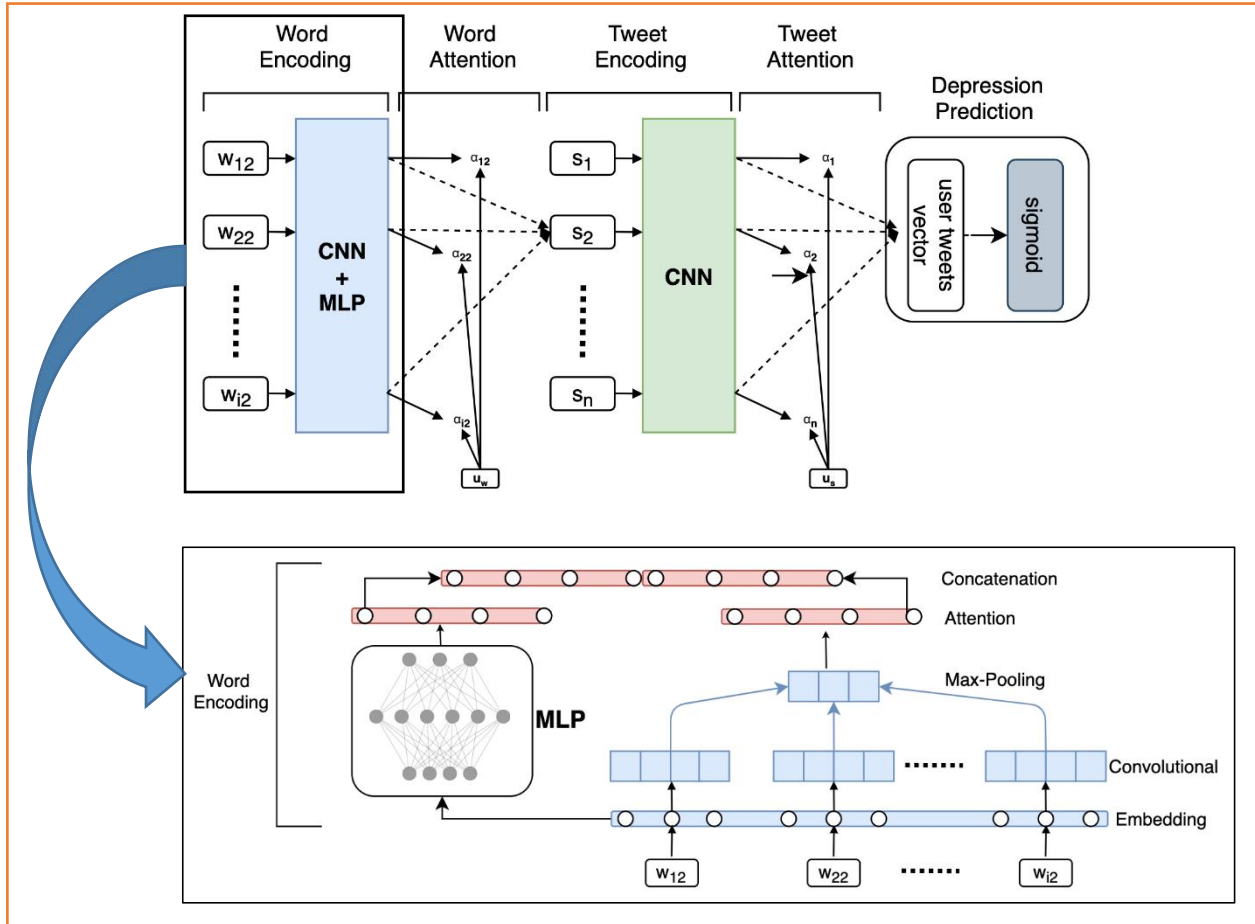 Word
Encoding
Word
Attention
Tweet
Encoding
Tweet
Attention
Depression
Prediction
w12
w22
wi2
CNN
+
MLP
α12
α22
αi2
uw
s1
s2
sn
CNN
α1
α2
αn
us
user tweets
vector
sigmoid
Word
Encoding
Concatenation
Attention
Max-Pooling
MLP
Convolutional
Embedding
w12
w22
wi2